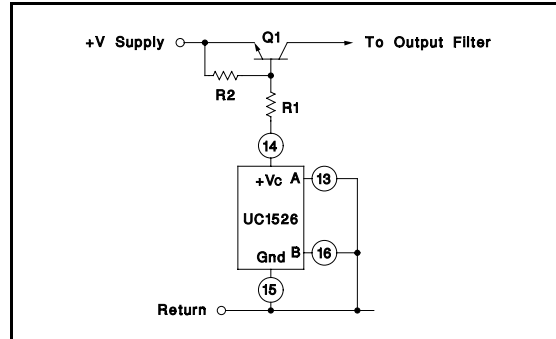 Q1
+V Supply
To Output Filter
R2
R1
14
+Vc A 13
UC1526
Gnd B 16
15
Return